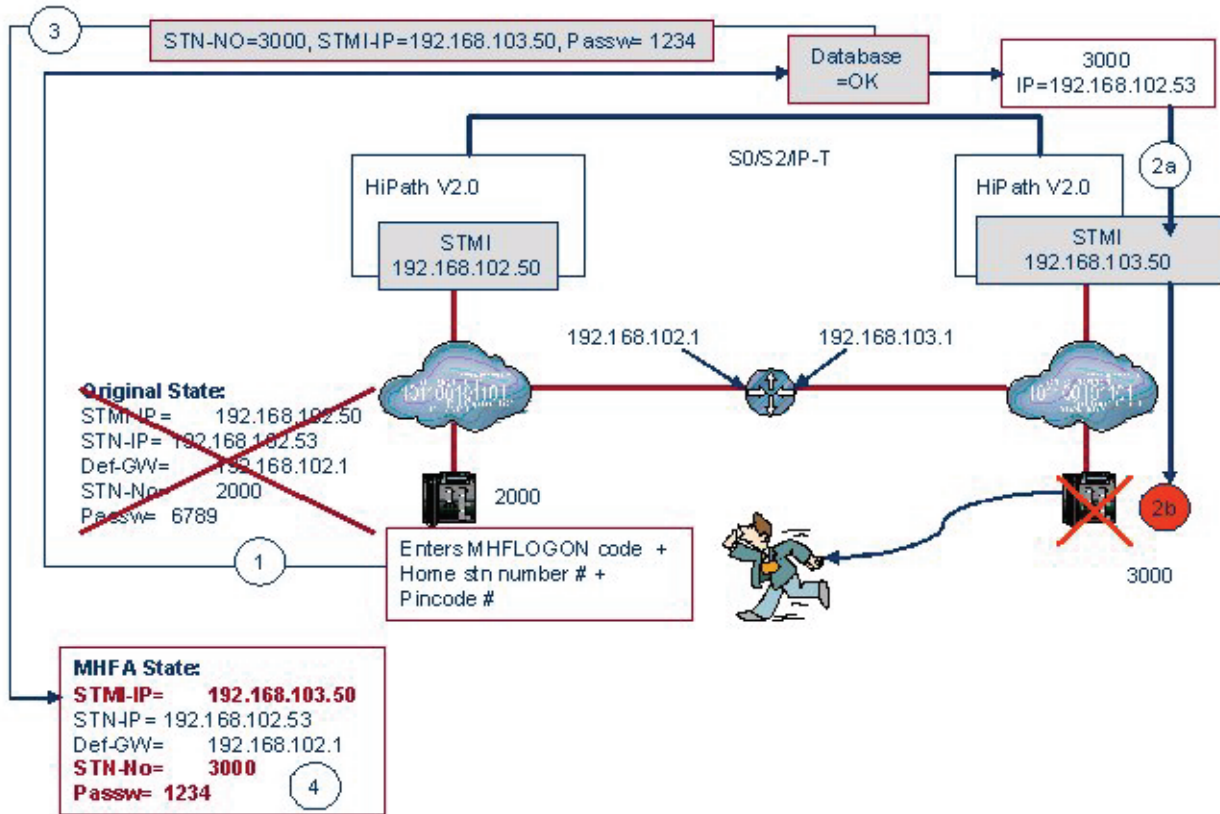 3
STN-NO=3000, STMI-IP=192.168.103.50, Passw= 1234
Database
=OK
3000
IP=192.168.102.53
S0/S2/IP-T
2a
HiPath V2.0
HiPath V2.0
STMI
192.168.102.50
STMI
192.168.103.50
192.168.102.1
192.168.103.1
Original State:
STMI-IP= 192.168.102.50
STN-IP= 192.168.102.53
Def-GW= 192.168.102.1
STN-No= 2000
Passw= 6789
2000
2b
1
Enters MHFLOGON code +
Home stn number # +
Pincode #
3000
MHFA State:
STMI-IP= 192.168.103.50
STN-IP= 192.168.102.53
Def-GW= 192.168.102.1
STN-No= 3000
Passw= 1234
4